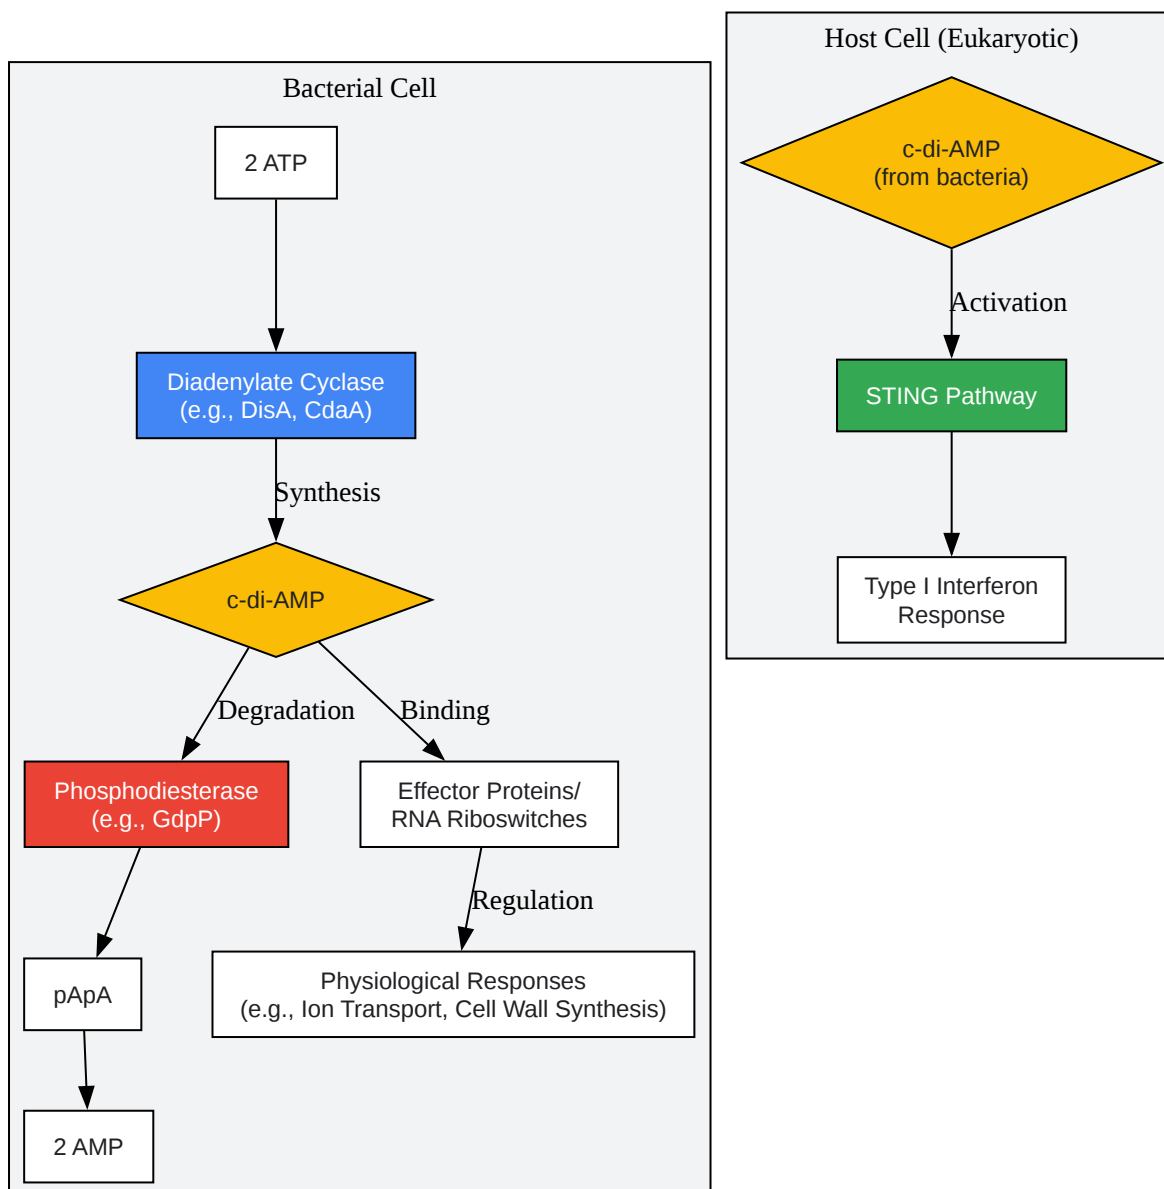 Bacterial Cell
2 ATP
Diadenylate Cyclase
(e.g., DisA, CdaA)
Synthesis
c-di-AMP
Degradation
Binding
Phosphodiesterase
(e.g., GdpP)
Effector Proteins/
RNA Riboswitches
Regulation
pApA
Physiological Responses
(e.g., Ion Transport, Cell Wall Synthesis)
2 AMP
Host Cell (Eukaryotic)
c-di-AMP
(from bacteria)
Activation
STING Pathway
Type I Interferon
Response